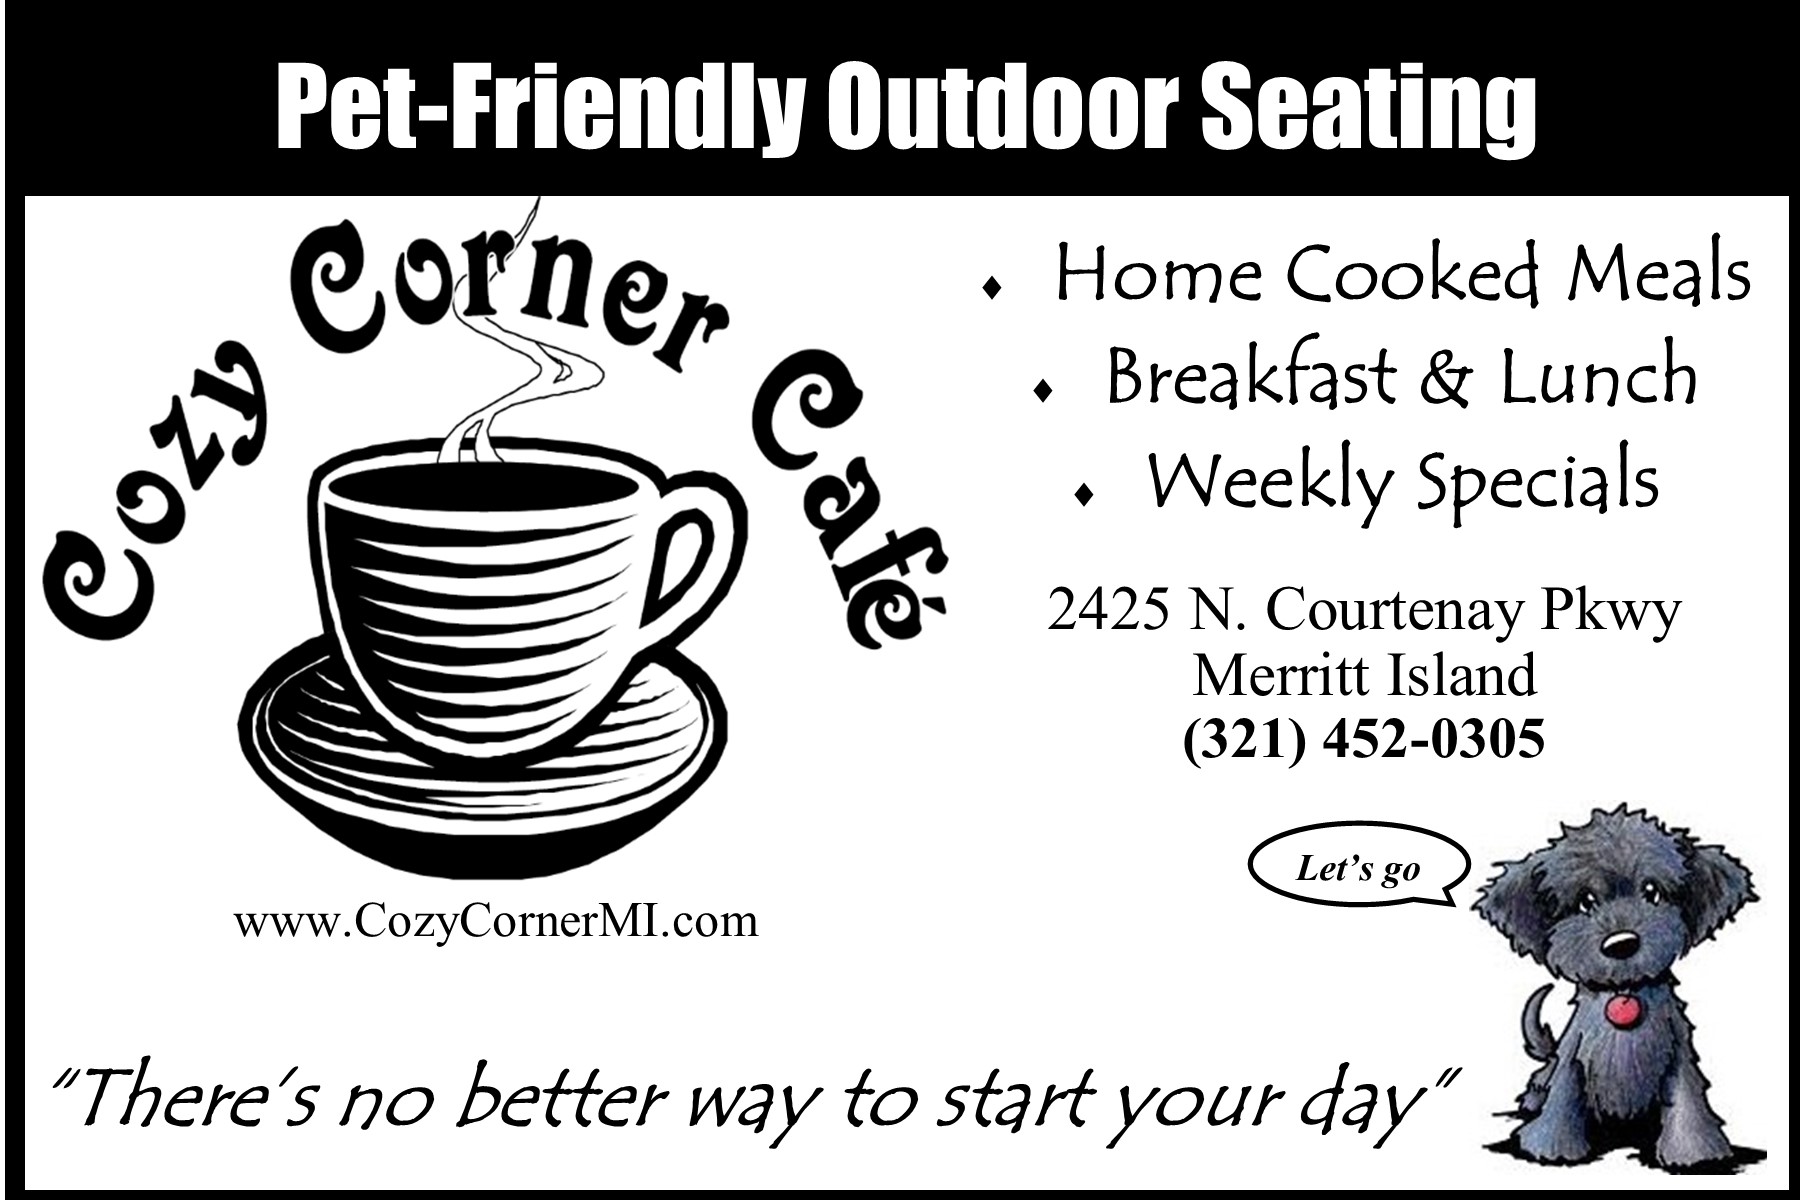 Pet-Friendly Outdoor Seating
Cozy Corner Café
www.CozyCornerMI.com
♦ Home Cooked Meals
♦ Breakfast & Lunch
♦ Weekly Specials
2425 N. Courtenay Pkwy
Merritt Island
(321) 452-0305
Let's go
"There's no better way to start your day"